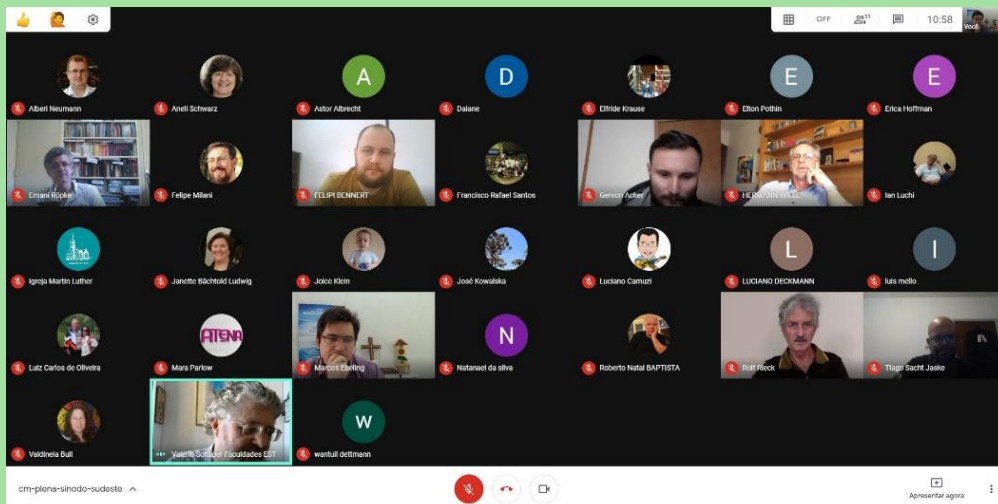 OFF 31 10:58 Você
A D E E
Alberi Neumann Aneli Schwarz Astor Albrecht Daiane Elfride Krause Elton Pothin Erica Hoffman
Ernani Röpke Felipe Milani FELIPI BENNERT Francisco Rafael Santos Gerson Acker HERMANN WILLE Ian Luchi
L I
Igreja Martin Luther Janette Bächtold Ludwig Joice Klein José Kowalska Luciano Camuzi LUCIANO DECKMANN luis mello
ATENA N
Luiz Carlos de Oliveira Mara Parlow Marcos Ebeling Natanael da silva Roberto Natal BAPTISTA Rolf Rieck Tiago Sacht Jaske
W
Valdineia Bull Valério Schaper Faculdades EST wantuil dettmann
cm-plena-sinodo-sudeste
Apresentar agora